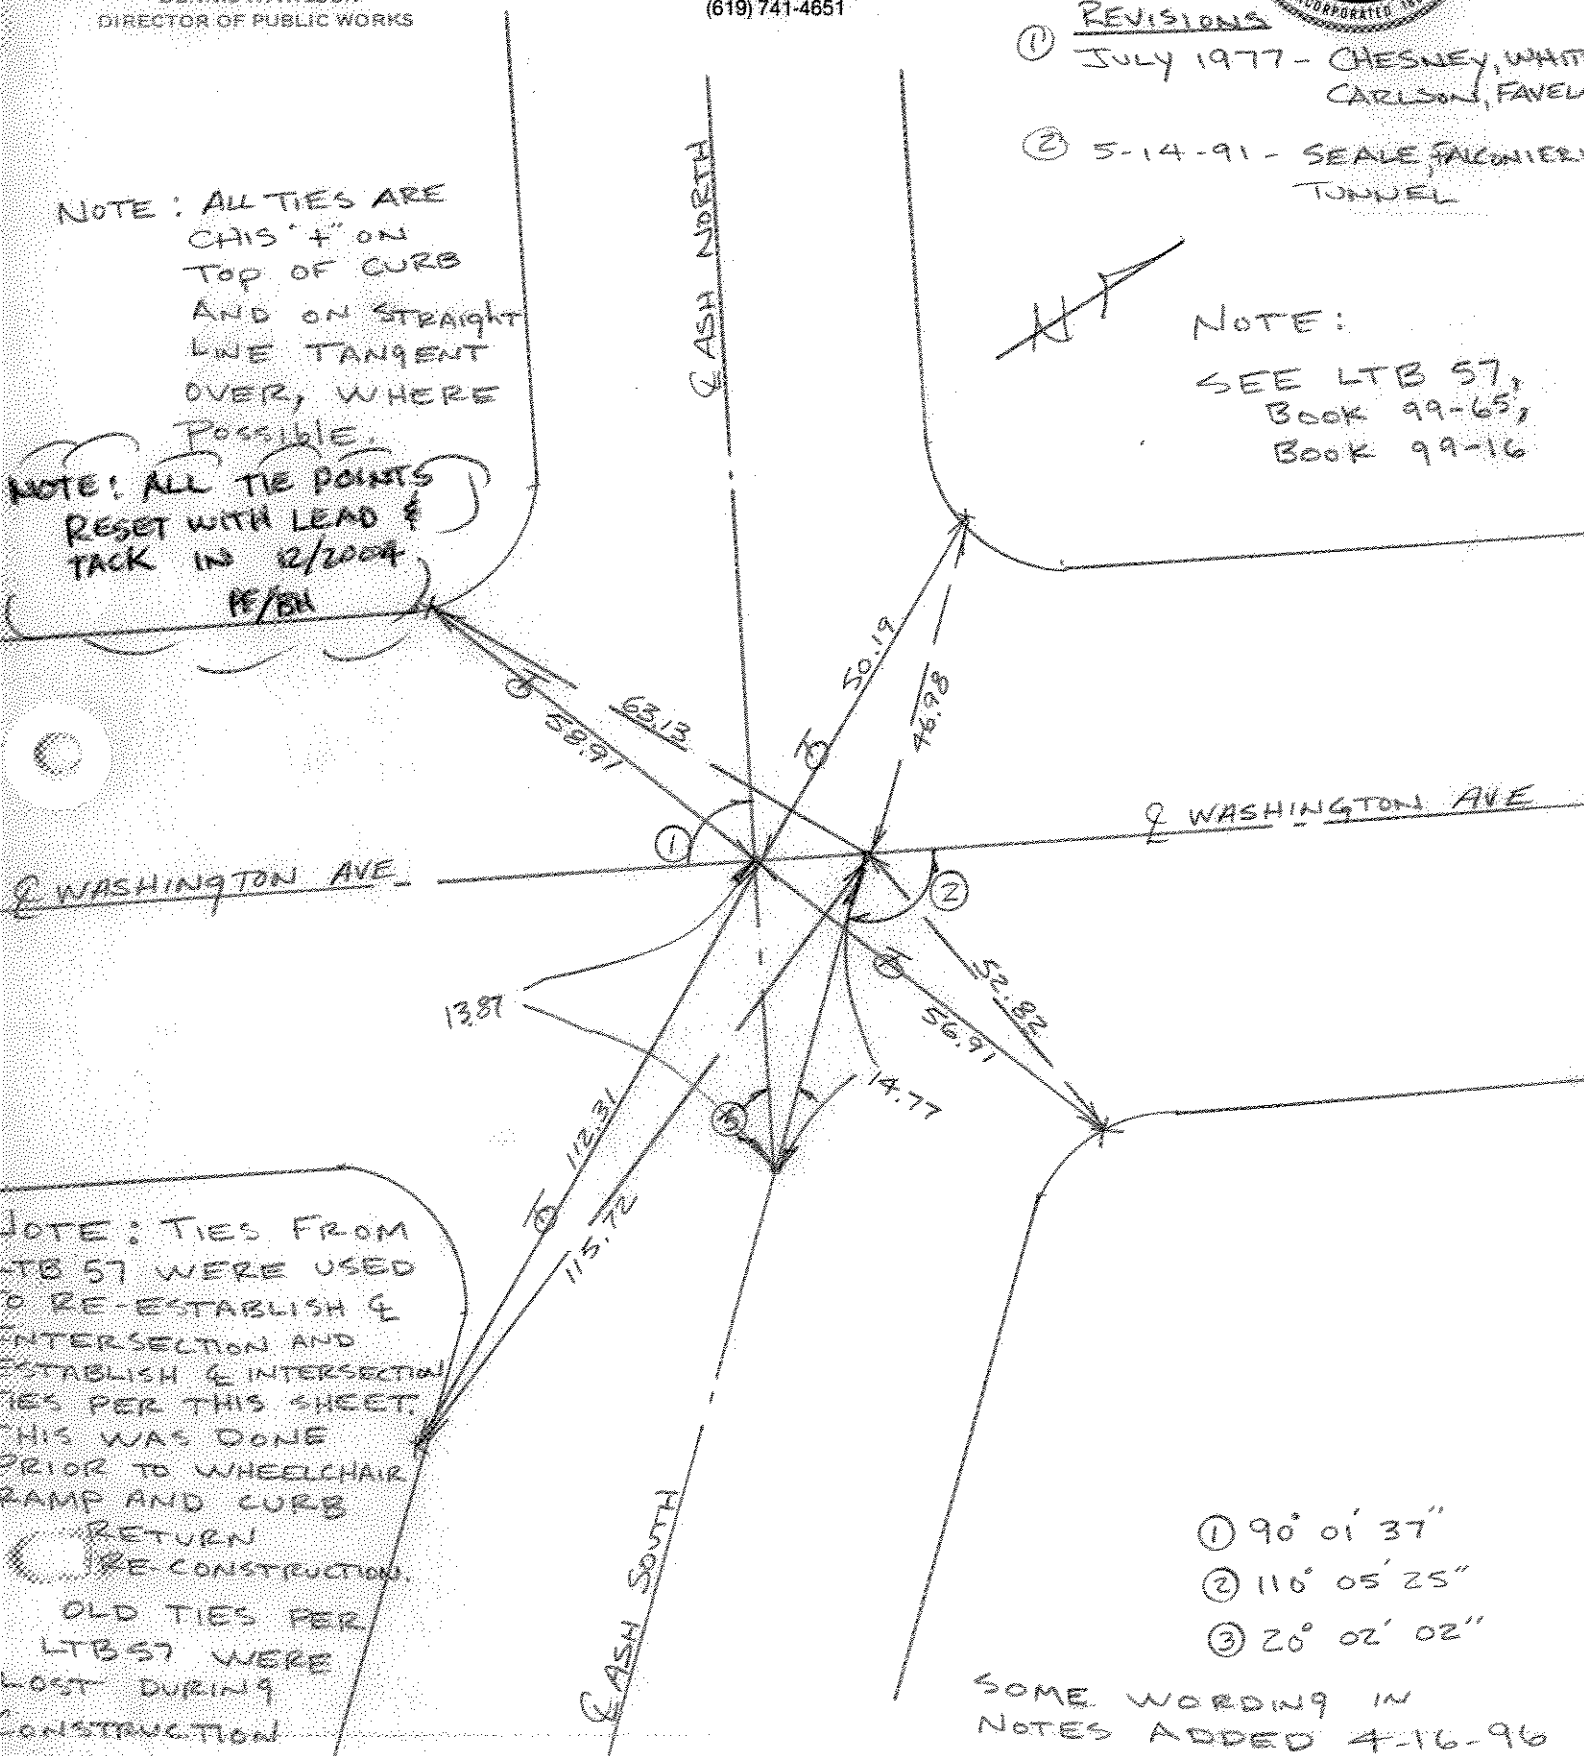 DIRECTOR OF PUBLIC WORKS
(619) 741-4651
INCORPORATED
REVISIONS
① JULY 1977 - CHESNEY, WHIT
CARLSON, FAVEL
② 5-14-91 - SEALE, FALCONIERI
TUNNEL
NOTE: ALL TIES ARE
CHIS "+" ON
TOP OF CURB
AND ON STRAIGHT
LINE TANGENT
OVER, WHERE
POSSIBLE.
NOTE: ALL TIE POINTS
RESET WITH LEAD &
TACK IN 12/2004
PF/BH
℄ ASH NORTH
N
NOTE:
SEE LTB 57,
BOOK 99-65,
BOOK 99-16
50.19
46.98
63.13
58.91
①
②
℄ WASHINGTON AVE
℄ WASHINGTON AVE
13.87
52.82
56.91
14.77
③
112.31
115.72
NOTE: TIES FROM
LTB 57 WERE USED
TO RE-ESTABLISH ℄
INTERSECTION AND
ESTABLISH ℄ INTERSECTION
TIES PER THIS SHEET.
THIS WAS DONE
PRIOR TO WHEELCHAIR
RAMP AND CURB
RETURN
RE-CONSTRUCTION.
OLD TIES PER
LTB 57 WERE
LOST DURING
CONSTRUCTION
℄ ASH SOUTH
① 90° 01' 37"
② 110° 05' 25"
③ 20° 02' 02"
SOME WORDING IN
NOTES ADDED 4-16-96